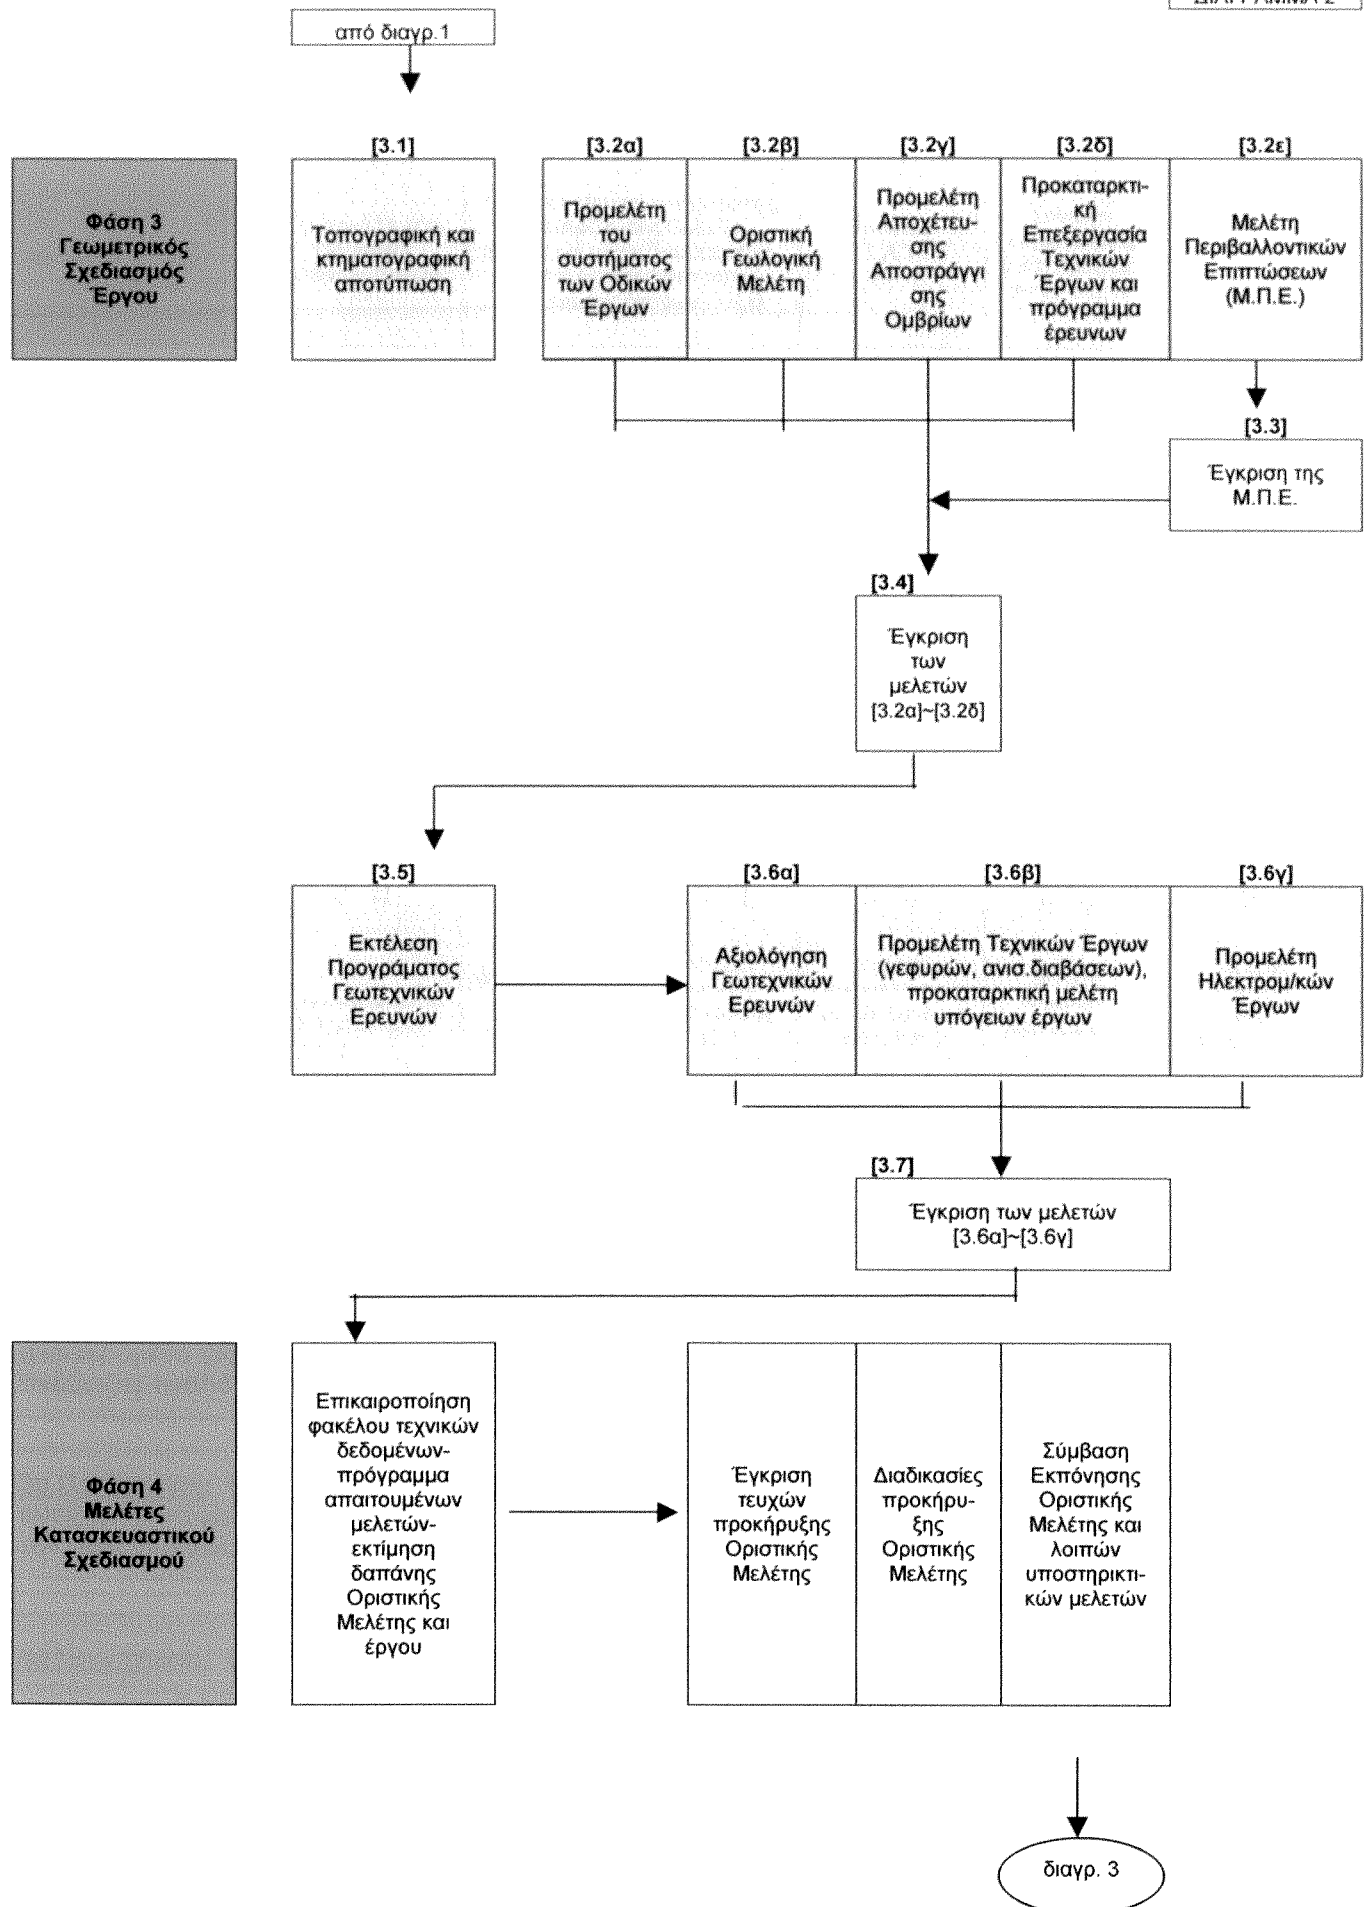 από διαγρ.1
[3.1]
[3.2α]
[3.2β]
[3.2γ]
[3.2δ]
[3.2ε]
Φάση 3
Γεωμετρικός
Σχεδιασμός
Έργου
Τοπογραφική και
κτηματογραφική
αποτύπωση
Προμελέτη
του
συστήματος
των Οδικών
Έργων
Οριστική
Γεωλογική
Μελέτη
Προμελέτη
Αποχέτευ-
σης
Αποστράγγι
σης
Ομβρίων
Προκαταρκτι-
κή
Επεξεργασία
Τεχνικών
Έργων και
πρόγραμμα
έρευνων
Μελέτη
Περιβαλλοντικών
Επιπτώσεων
(Μ.Π.Ε.)
[3.3]
Έγκριση της
Μ.Π.Ε.
[3.4]
Έγκριση
των
μελετών
[3.2α]~[3.2δ]
[3.5]
[3.6α]
[3.6β]
[3.6γ]
Εκτέλεση
Προγράματος
Γεωτεχνικών
Ερευνών
Αξιολόγηση
Γεωτεχνικών
Ερευνών
Προμελέτη Τεχνικών Έργων
(γεφυρών, ανισ.διαβάσεων),
προκαταρκτική μελέτη
υπόγειων έργων
Προμελέτη
Ηλεκτρομ/κών
Έργων
[3.7]
Έγκριση των μελετών
[3.6α]~[3.6γ]
Φάση 4
Μελέτες
Κατασκευαστικού
Σχεδιασμού
Επικαιροποίηση
φακέλου τεχνικών
δεδομένων-
πρόγραμμα
απαιτουμένων
μελετών-
εκτίμηση
δαπάνης
Οριστικής
Μελέτης και
έργου
Έγκριση
τευχών
προκήρυξης
Οριστικής
Μελέτης
Διαδικασίες
προκήρυ-
ξης
Οριστικής
Μελέτης
Σύμβαση
Εκπόνησης
Οριστικής
Μελέτης και
λοιπών
υποστηρικτι-
κών μελετών
διαγρ. 3